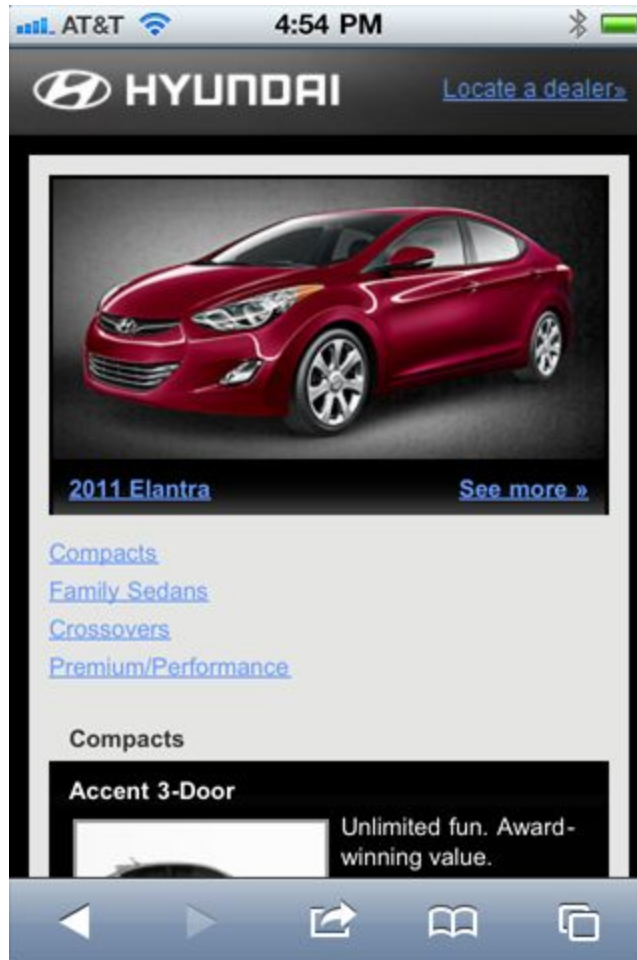 AT&T 4:54 PM
HYUNDAI Locate a dealer»
2011 Elantra See more »
Compacts
Family Sedans
Crossovers
Premium/Performance
Compacts
Accent 3-Door
Unlimited fun. Award-
winning value.